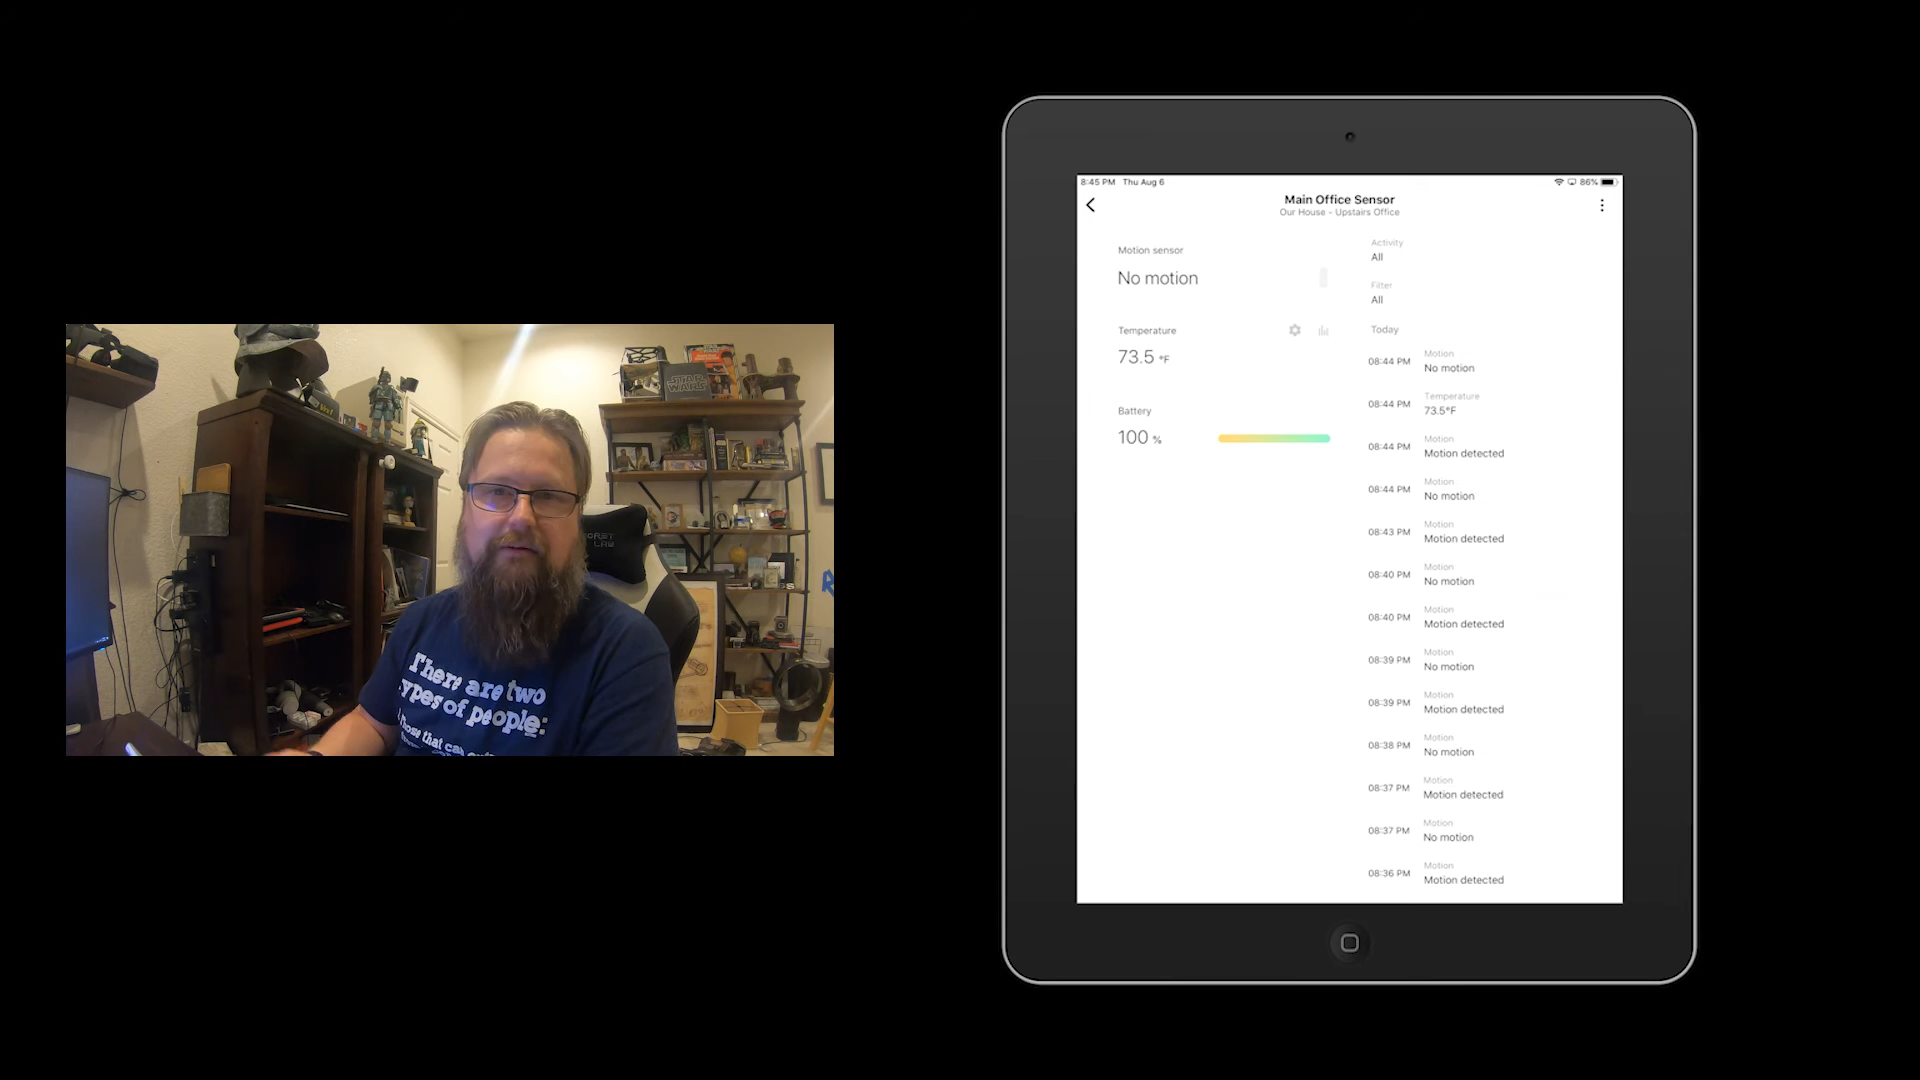 STAR
WARS
There are two
types of people:
8:45 PM Thu Aug 6
86%
Main Office Sensor
Our House - Upstairs Office
Motion sensor
No motion
Temperature
73.5 °F
Battery
100 %
Activity
All
Filter
All
Today
08:44 PM Motion
No motion
08:44 PM Temperature
73.5°F
08:44 PM Motion
Motion detected
08:44 PM Motion
No motion
08:43 PM Motion
Motion detected
08:40 PM Motion
No motion
08:40 PM Motion
Motion detected
08:39 PM Motion
No motion
08:39 PM Motion
Motion detected
08:38 PM Motion
No motion
08:37 PM Motion
Motion detected
08:37 PM Motion
No motion
08:36 PM Motion
Motion detected